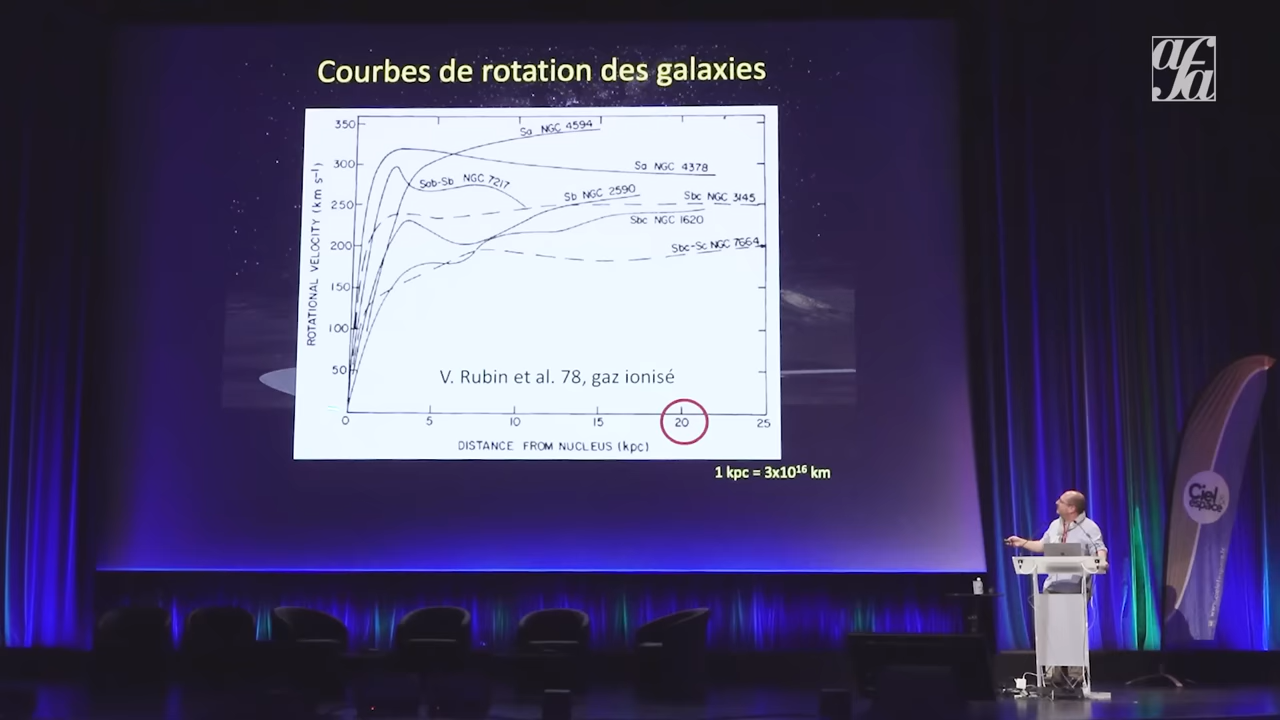 afa
Courbes de rotation des galaxies
350
300
250
200
150
100
50
ROTATIONAL VELOCITY (km s⁻¹)
Sa NGC 4594
Sa NGC 4378
Sab-Sb NGC 7217
Sb NGC 2590
Sbc NGC 3145
Sbc NGC 1620
Sbc-Sc NGC 7664
V. Rubin et al. 78, gaz ionisé
0 5 10 15 20 25
DISTANCE FROM NUCLEUS (kpc)
1 kpc = 3x10¹⁶ km
Ciel &
espace